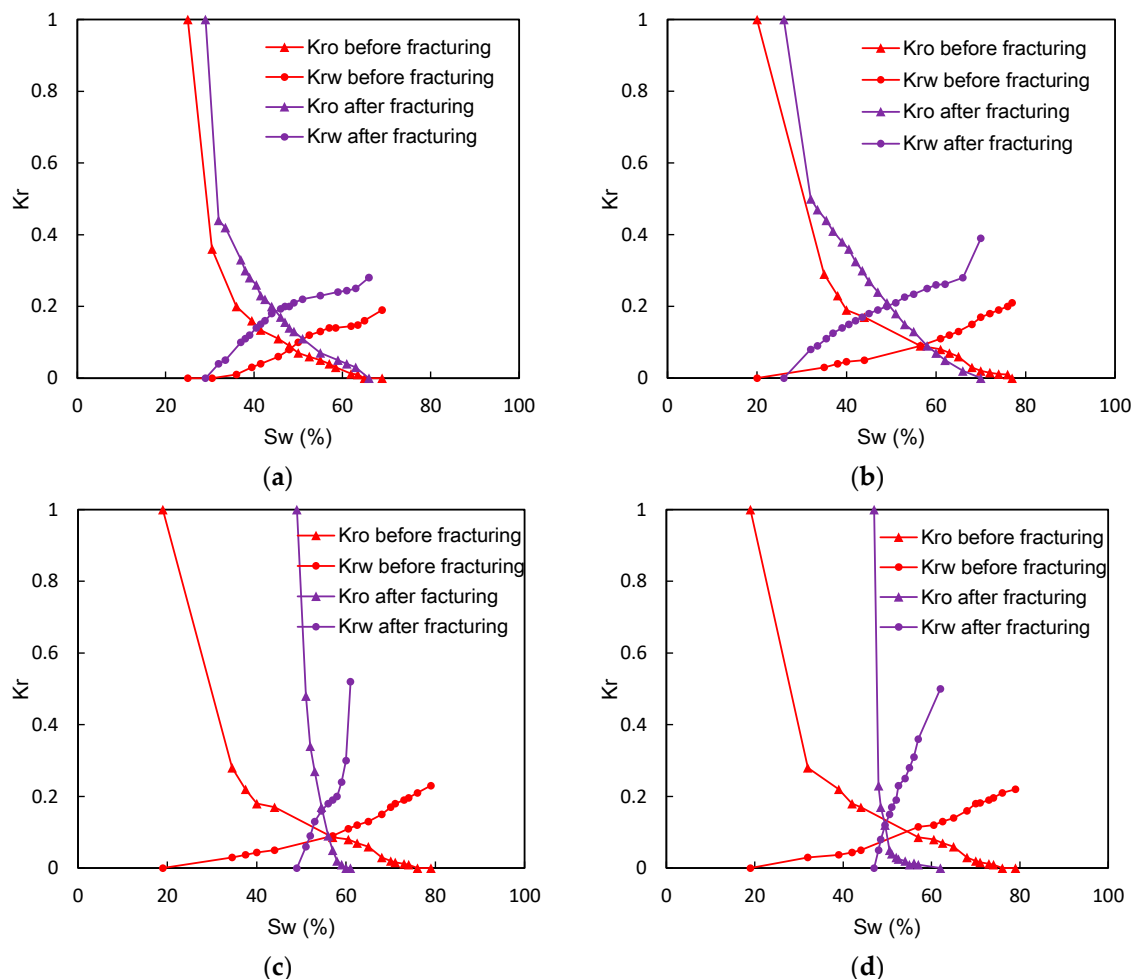 1
0.8
0.6
0.4
0.2
0
Kr
0 20 40 60 80 100
Sw (%)
Kro before fracturing
Krw before fracturing
Kro after fracturing
Krw after fracturing
(a)
1
0.8
0.6
0.4
0.2
0
Kr
0 20 40 60 80 100
Sw (%)
Kro before fracturing
Krw before fracturing
Kro after fracturing
Krw after fracturing
(b)
1
0.8
0.6
0.4
0.2
0
Kr
0 20 40 60 80 100
Sw (%)
Kro before fracturing
Krw before fracturing
Kro after facturing
Krw after fracturing
(c)
1
0.8
0.6
0.4
0.2
0
Kr
0 20 40 60 80 100
Sw (%)
Kro before fracturing
Krw before fracturing
Kro after fracturing
Krw after fracturing
(d)